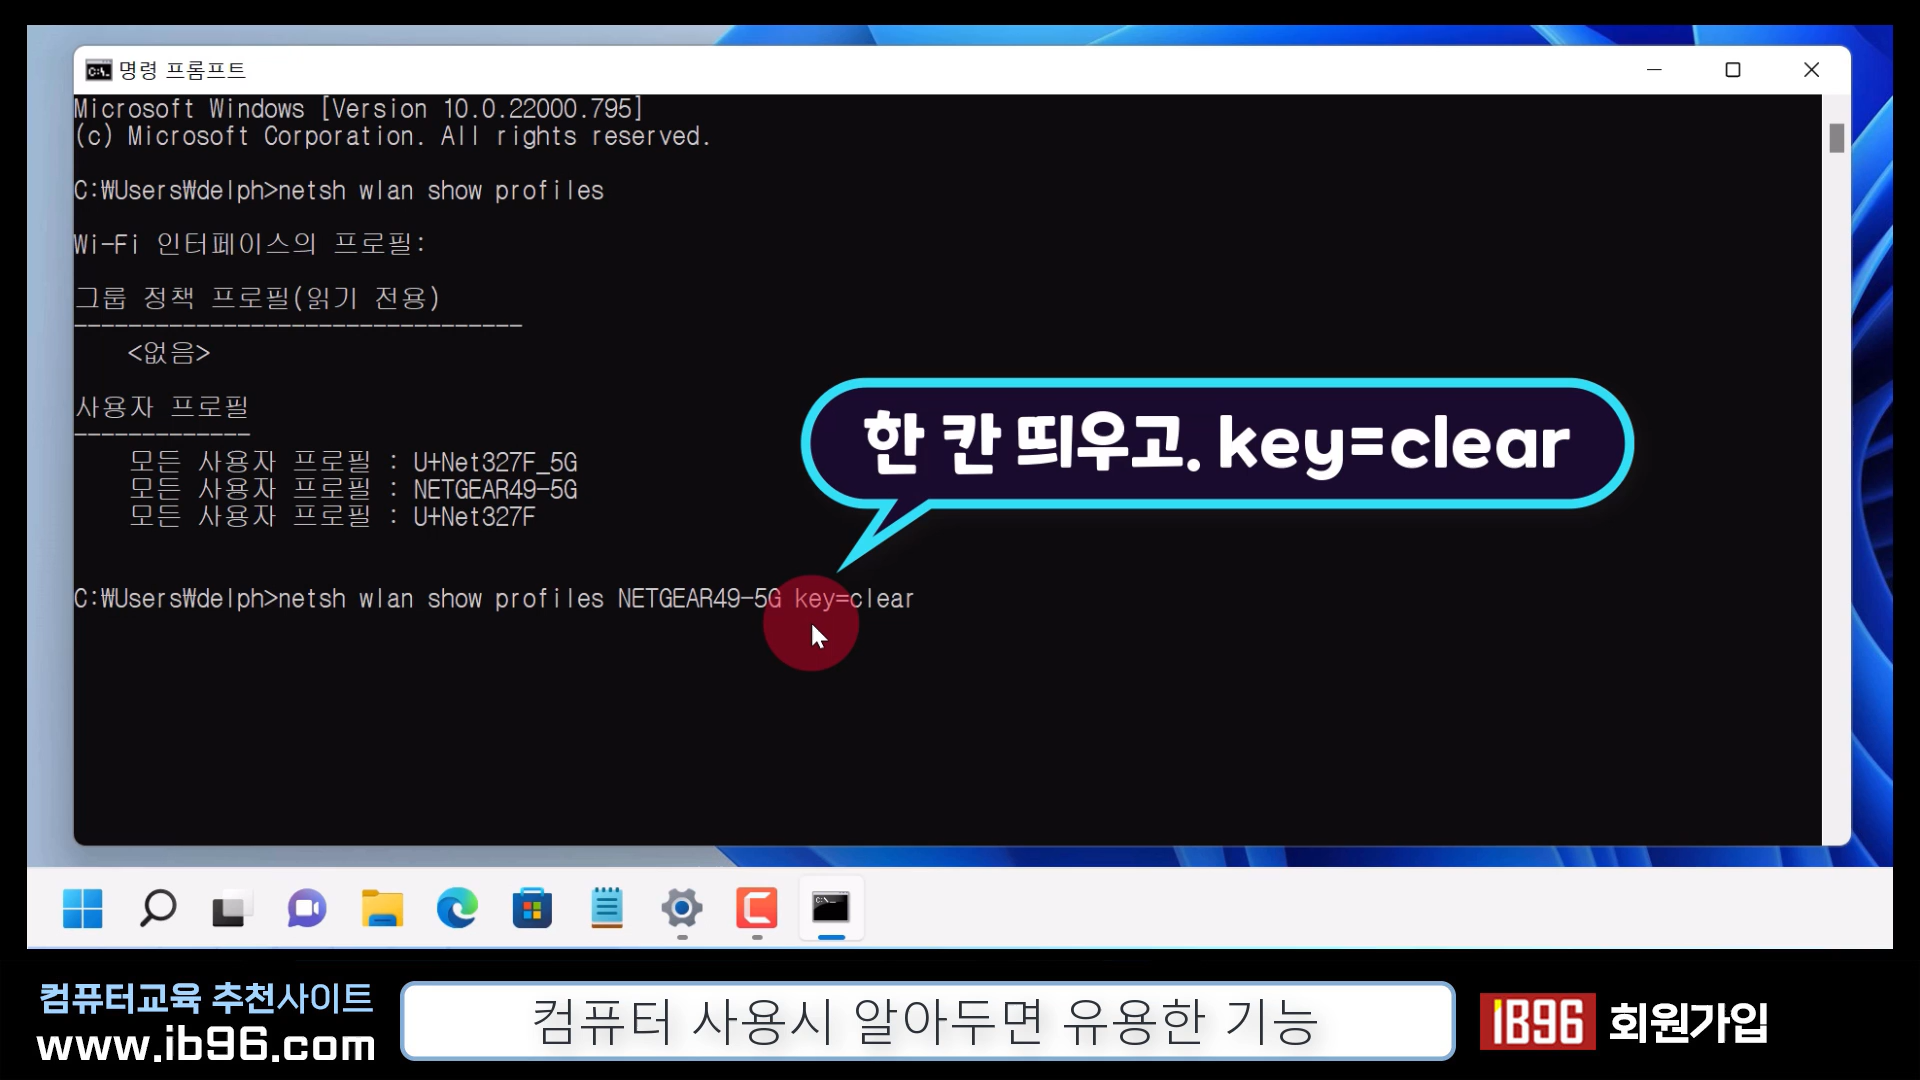 명령 프롬프트
Microsoft Windows [Version 10.0.22000.795]
(c) Microsoft Corporation. All rights reserved.
C:₩Users₩delph>netsh wlan show profiles
Wi-Fi 인터페이스의 프로필:
그룹 정책 프로필(읽기 전용)
---------------------------------
<없음>
사용자 프로필
-------------
모든 사용자 프로필 : U+Net327F_5G
모든 사용자 프로필 : NETGEAR49-5G
모든 사용자 프로필 : U+Net327F
한 칸 띄우고. key=clear
C:₩Users₩delph>netsh wlan show profiles NETGEAR49-5G key=clear
컴퓨터교육 추천사이트
www.ib96.com
컴퓨터 사용시 알아두면 유용한 기능
IB96 회원가입